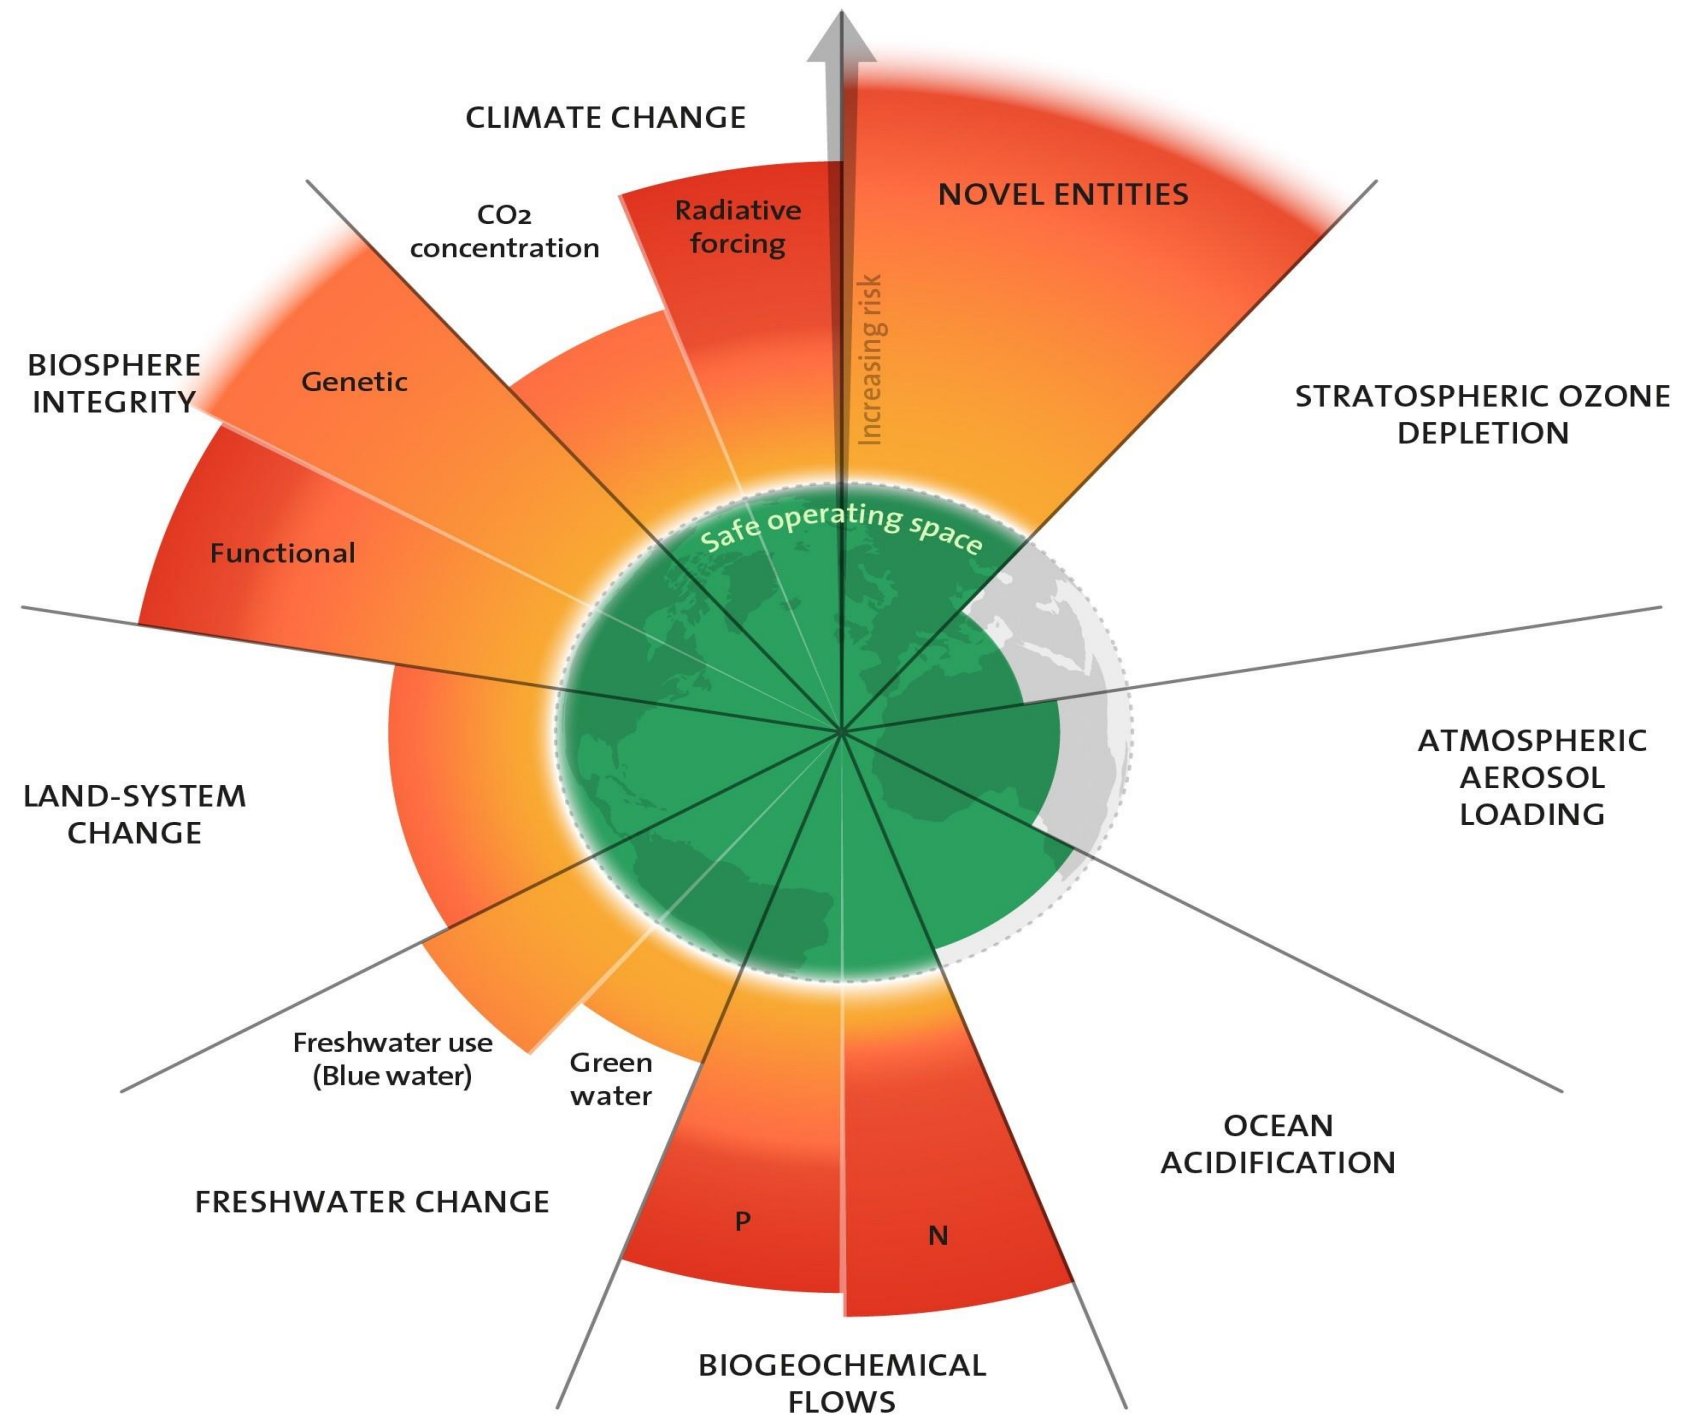 CLIMATE CHANGE
CO2
concentration
Radiative
forcing
Increasing risk
NOVEL ENTITIES
STRATOSPHERIC OZONE
DEPLETION
ATMOSPHERIC
AEROSOL
LOADING
OCEAN
ACIDIFICATION
N
P
BIOGEOCHEMICAL
FLOWS
Green
water
Freshwater use
(Blue water)
FRESHWATER CHANGE
LAND-SYSTEM
CHANGE
BIOSPHERE
INTEGRITY
Functional
Genetic
Safe operating space